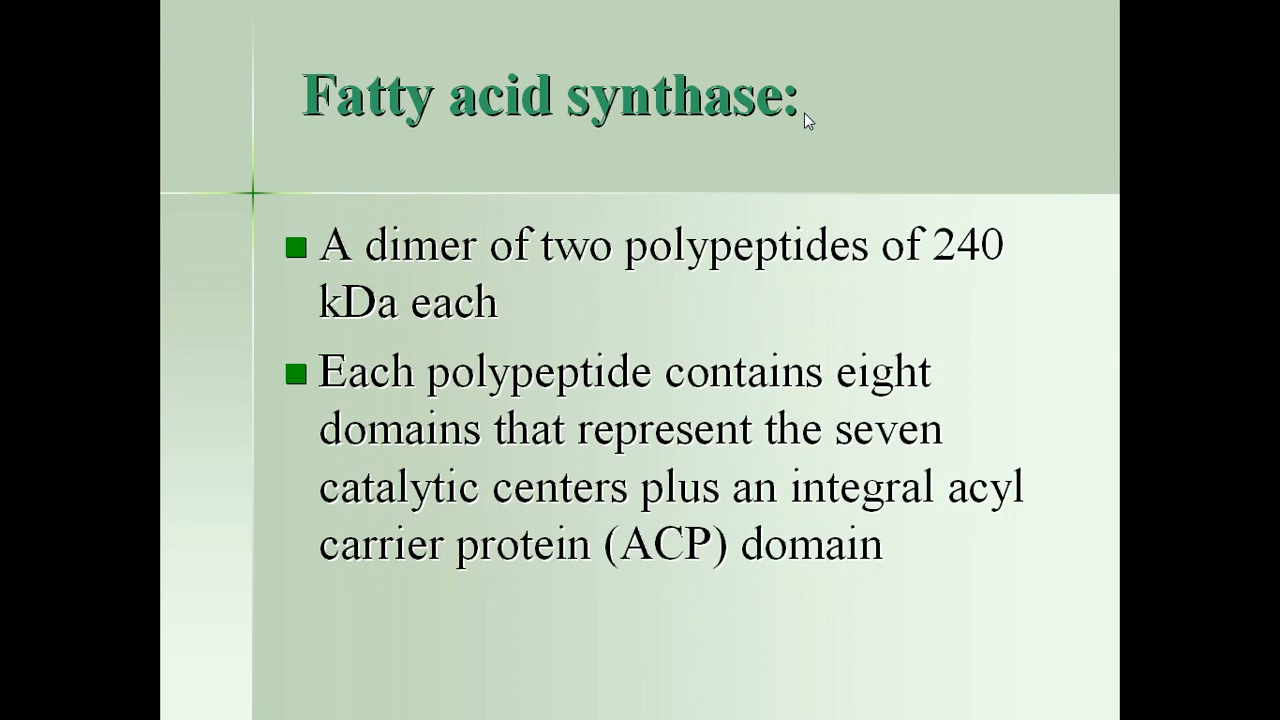 Fatty acid synthase:
A dimer of two polypeptides of 240
kDa each
Each polypeptide contains eight
domains that represent the seven
catalytic centers plus an integral acyl
carrier protein (ACP) domain